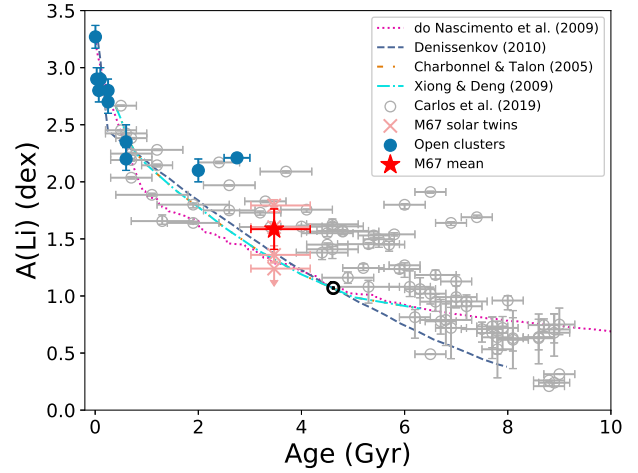 do Nascimento et al. (2009)
Denissenkov (2010)
Charbonnel & Talon (2005)
Xiong & Deng (2009)
Carlos et al. (2019)
M67 solar twins
Open clusters
M67 mean
A(Li) (dex)
3.5
3.0
2.5
2.0
1.5
1.0
0.5
0.0
0 2 4 6 8 10
Age (Gyr)